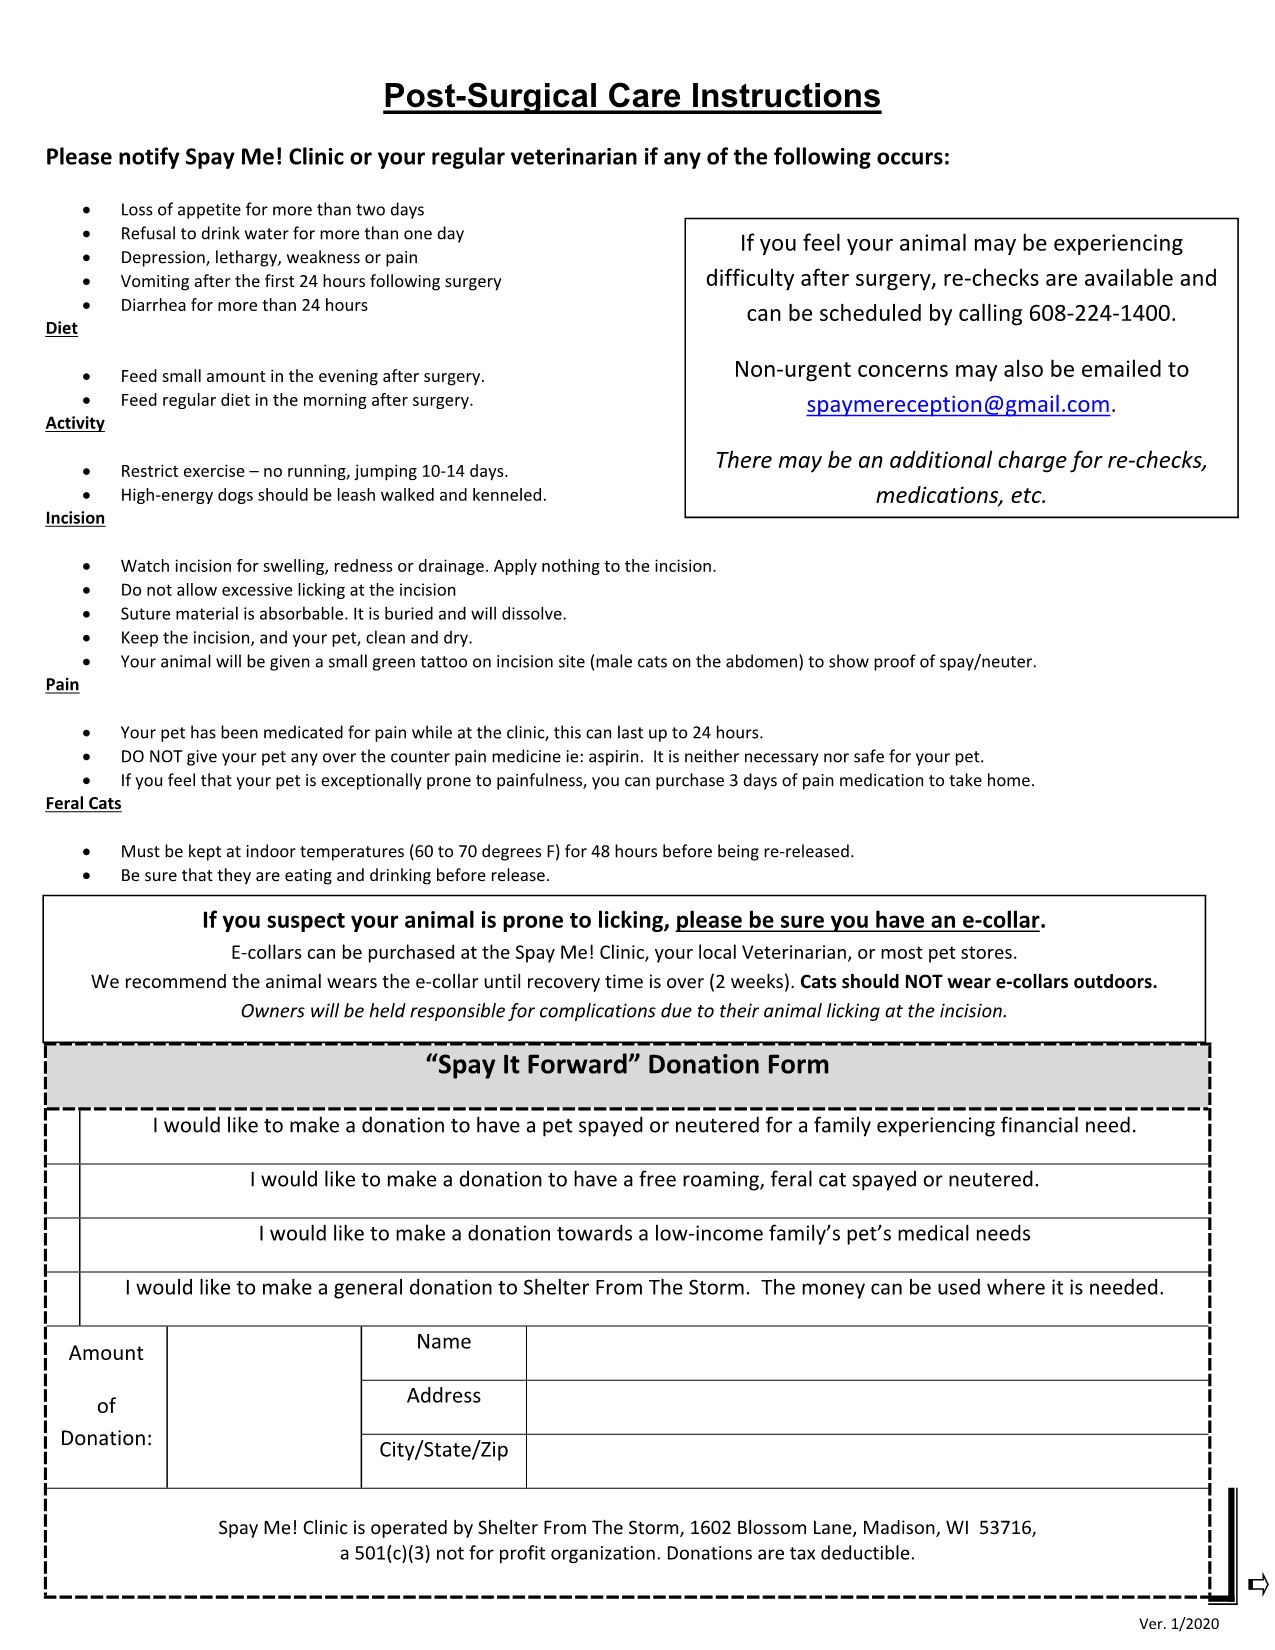 Post-Surgical Care Instructions
Please notify Spay Me! Clinic or your regular veterinarian if any of the following occurs:
• Loss of appetite for more than two days
• Refusal to drink water for more than one day
• Depression, lethargy, weakness or pain
• Vomiting after the first 24 hours following surgery
• Diarrhea for more than 24 hours
If you feel your animal may be experiencing
difficulty after surgery, re-checks are available and
can be scheduled by calling 608-224-1400.
Non-urgent concerns may also be emailed to
spaymereception@gmail.com.
There may be an additional charge for re-checks,
medications, etc.
Diet
• Feed small amount in the evening after surgery.
• Feed regular diet in the morning after surgery.
Activity
• Restrict exercise – no running, jumping 10-14 days.
• High-energy dogs should be leash walked and kenneled.
Incision
• Watch incision for swelling, redness or drainage. Apply nothing to the incision.
• Do not allow excessive licking at the incision
• Suture material is absorbable. It is buried and will dissolve.
• Keep the incision, and your pet, clean and dry.
• Your animal will be given a small green tattoo on incision site (male cats on the abdomen) to show proof of spay/neuter.
Pain
• Your pet has been medicated for pain while at the clinic, this can last up to 24 hours.
• DO NOT give your pet any over the counter pain medicine ie: aspirin.  It is neither necessary nor safe for your pet.
• If you feel that your pet is exceptionally prone to painfulness, you can purchase 3 days of pain medication to take home.
Feral Cats
• Must be kept at indoor temperatures (60 to 70 degrees F) for 48 hours before being re-released.
• Be sure that they are eating and drinking before release.
If you suspect your animal is prone to licking, please be sure you have an e-collar.
E-collars can be purchased at the Spay Me! Clinic, your local Veterinarian, or most pet stores.
We recommend the animal wears the e-collar until recovery time is over (2 weeks). Cats should NOT wear e-collars outdoors.
Owners will be held responsible for complications due to their animal licking at the incision.
“Spay It Forward” Donation Form
I would like to make a donation to have a pet spayed or neutered for a family experiencing financial need.
I would like to make a donation to have a free roaming, feral cat spayed or neutered.
I would like to make a donation towards a low-income family’s pet’s medical needs
I would like to make a general donation to Shelter From The Storm.  The money can be used where it is needed.
Amount
of
Donation:
Name
Address
City/State/Zip
Spay Me! Clinic is operated by Shelter From The Storm, 1602 Blossom Lane, Madison, WI  53716,
a 501(c)(3) not for profit organization. Donations are tax deductible.
Ver. 1/2020